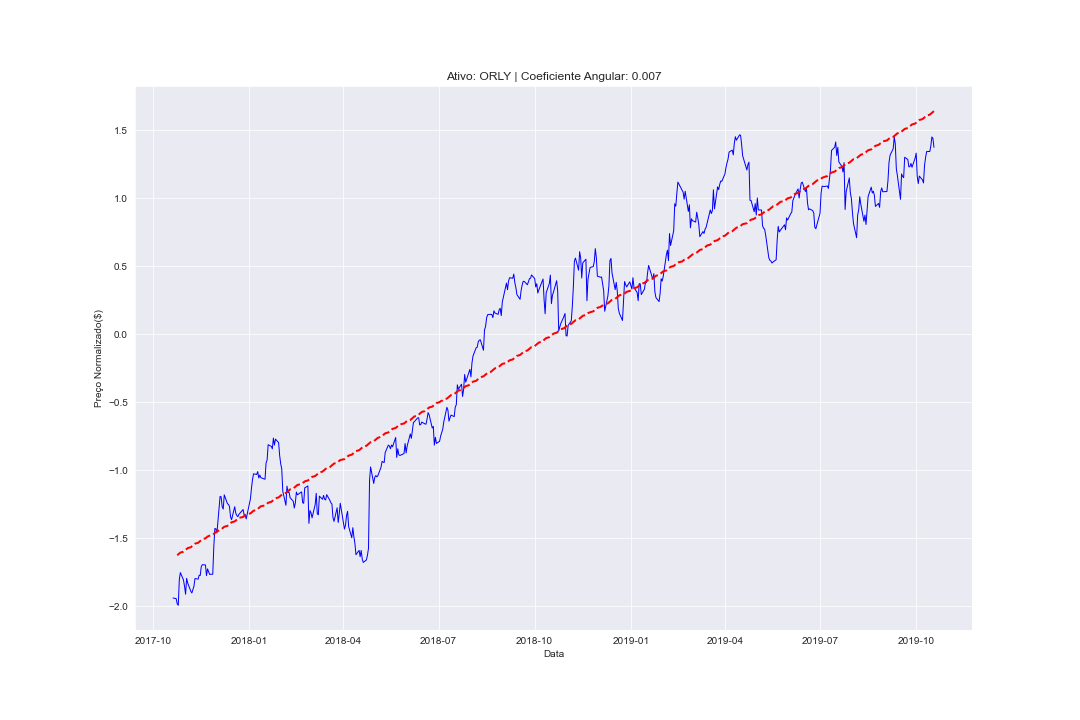 Ativo: ORLY | Coeficiente Angular: 0.007
Preço Normalizado($)
1.5
1.0
0.5
0.0
−0.5
−1.0
−1.5
−2.0
2017-10 2018-01 2018-04 2018-07 2018-10 2019-01 2019-04 2019-07 2019-10
Data